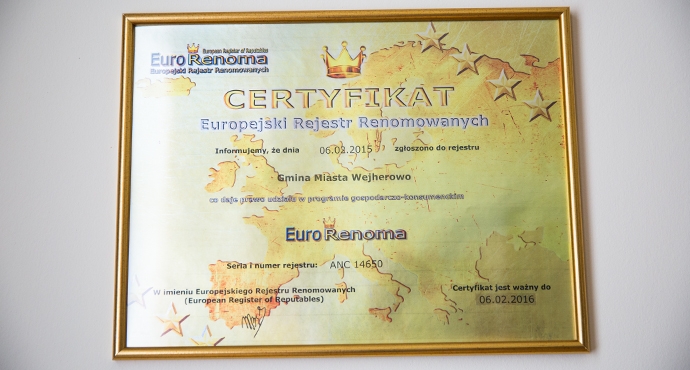 European Register of Reputables
Euro Renoma
Europejski Rejestr Renomowanych
CERTYFIKAT
Europejski Rejestr Renomowanych
Informujemy, że dnia 06.02.2015 zgłoszono do rejestru
Gmina Miasta Wejherowo
co daje prawo udziału w programie gospodarczo-konsumenckim
Euro Renoma
Seria i numer rejestru: ANC 14650
W imieniu Europejskiego Rejestru Renomowanych
(European Register of Reputables)
Certyfikat jest ważny do
06.02.2016